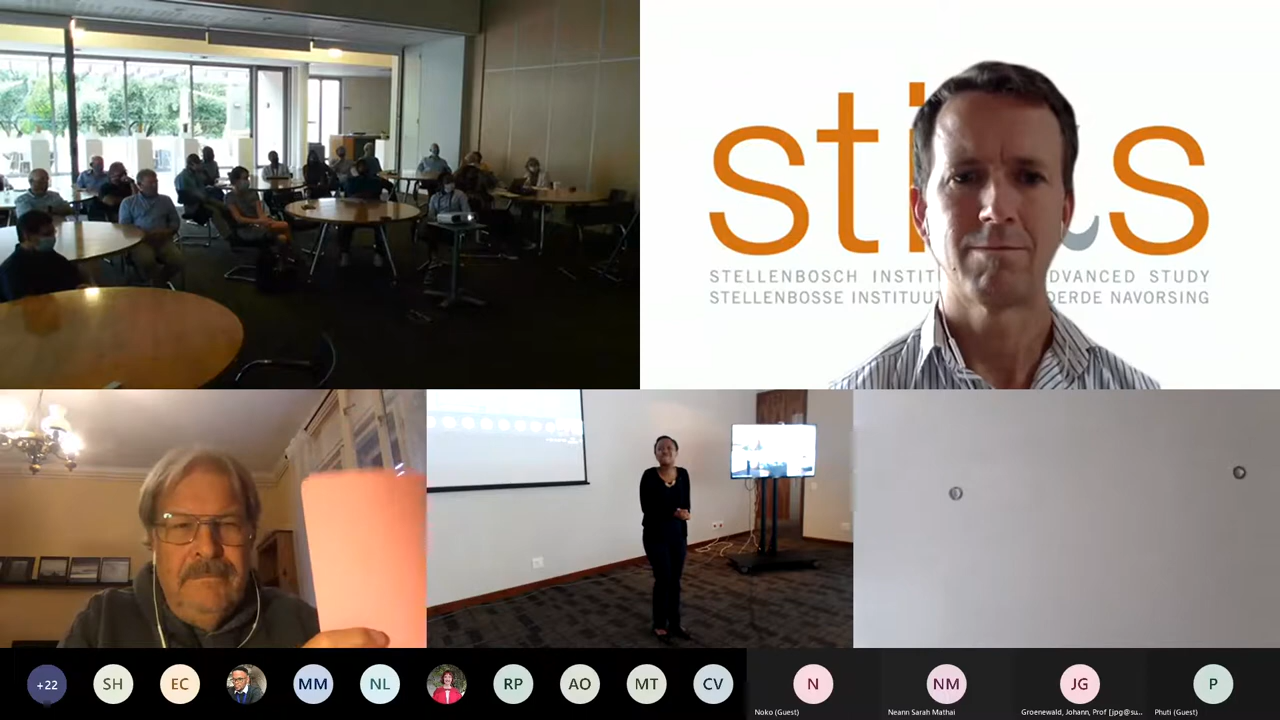 sti s
STELLENBOSCH INSTIT DVANCED STUDY
STELLENBOSSE INSTITUU OERDE NAVORSING
+22
SH
EC
MM
NL
RP
AO
MT
CV
N
NM
JG
P
Noko (Guest)
Neann Sarah Mathai
Groenewald, Johann, Prof [jpg@su...
Phuti (Guest)